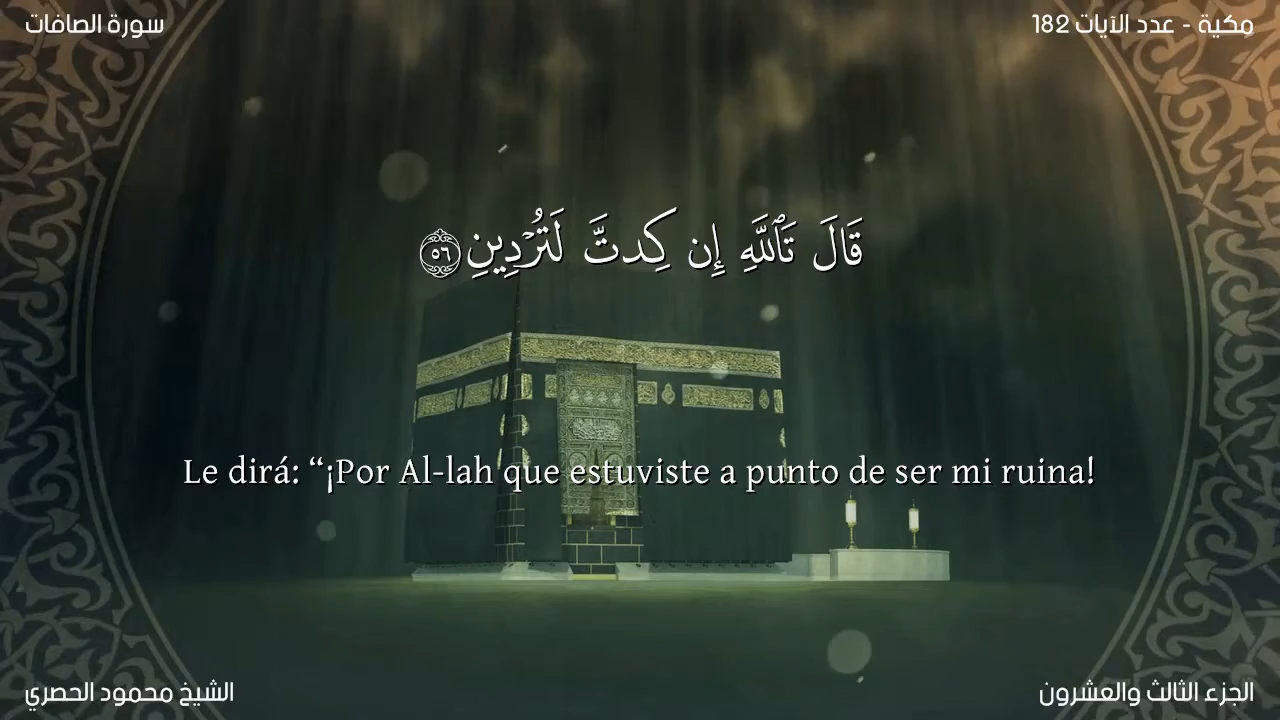 سورة الصافات
مكية - عدد الآيات 182
قَالَ تَٱللَّهِ إِن كِدتَّ لَتُرْدِينِ ٥٦
Le dirá: “¡Por Al-lah que estuviste a punto de ser mi ruina!
الشيخ محمود الحصري
الجزء الثالث والعشرون